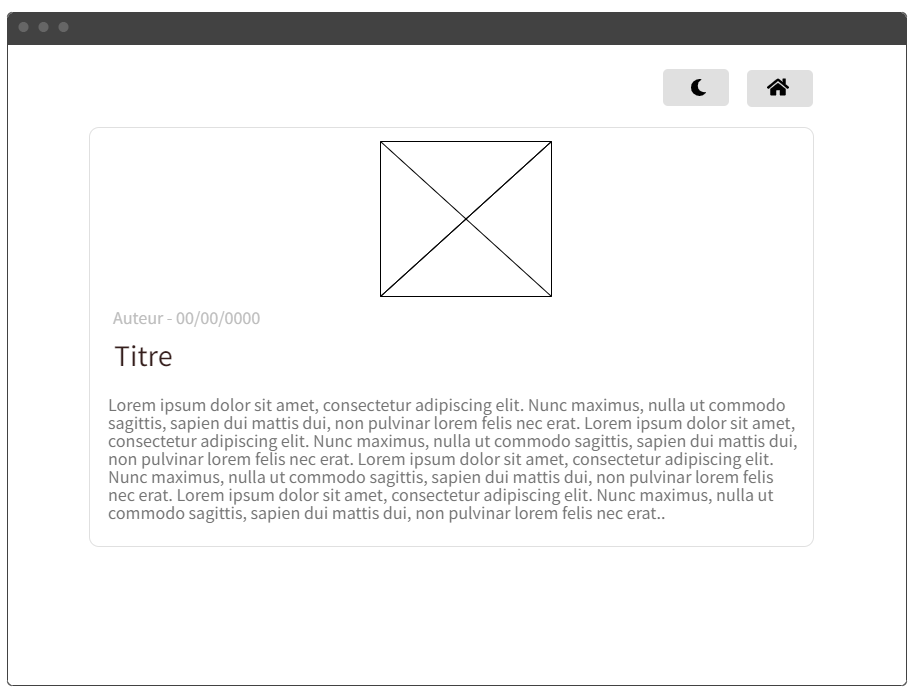 Auteur - 00/00/0000
Titre
Lorem ipsum dolor sit amet, consectetur adipiscing elit. Nunc maximus, nulla ut commodo
sagittis, sapien dui mattis dui, non pulvinar lorem felis nec erat. Lorem ipsum dolor sit amet,
consectetur adipiscing elit. Nunc maximus, nulla ut commodo sagittis, sapien dui mattis dui,
non pulvinar lorem felis nec erat. Lorem ipsum dolor sit amet, consectetur adipiscing elit.
Nunc maximus, nulla ut commodo sagittis, sapien dui mattis dui, non pulvinar lorem felis
nec erat. Lorem ipsum dolor sit amet, consectetur adipiscing elit. Nunc maximus, nulla ut
commodo sagittis, sapien dui mattis dui, non pulvinar lorem felis nec erat..